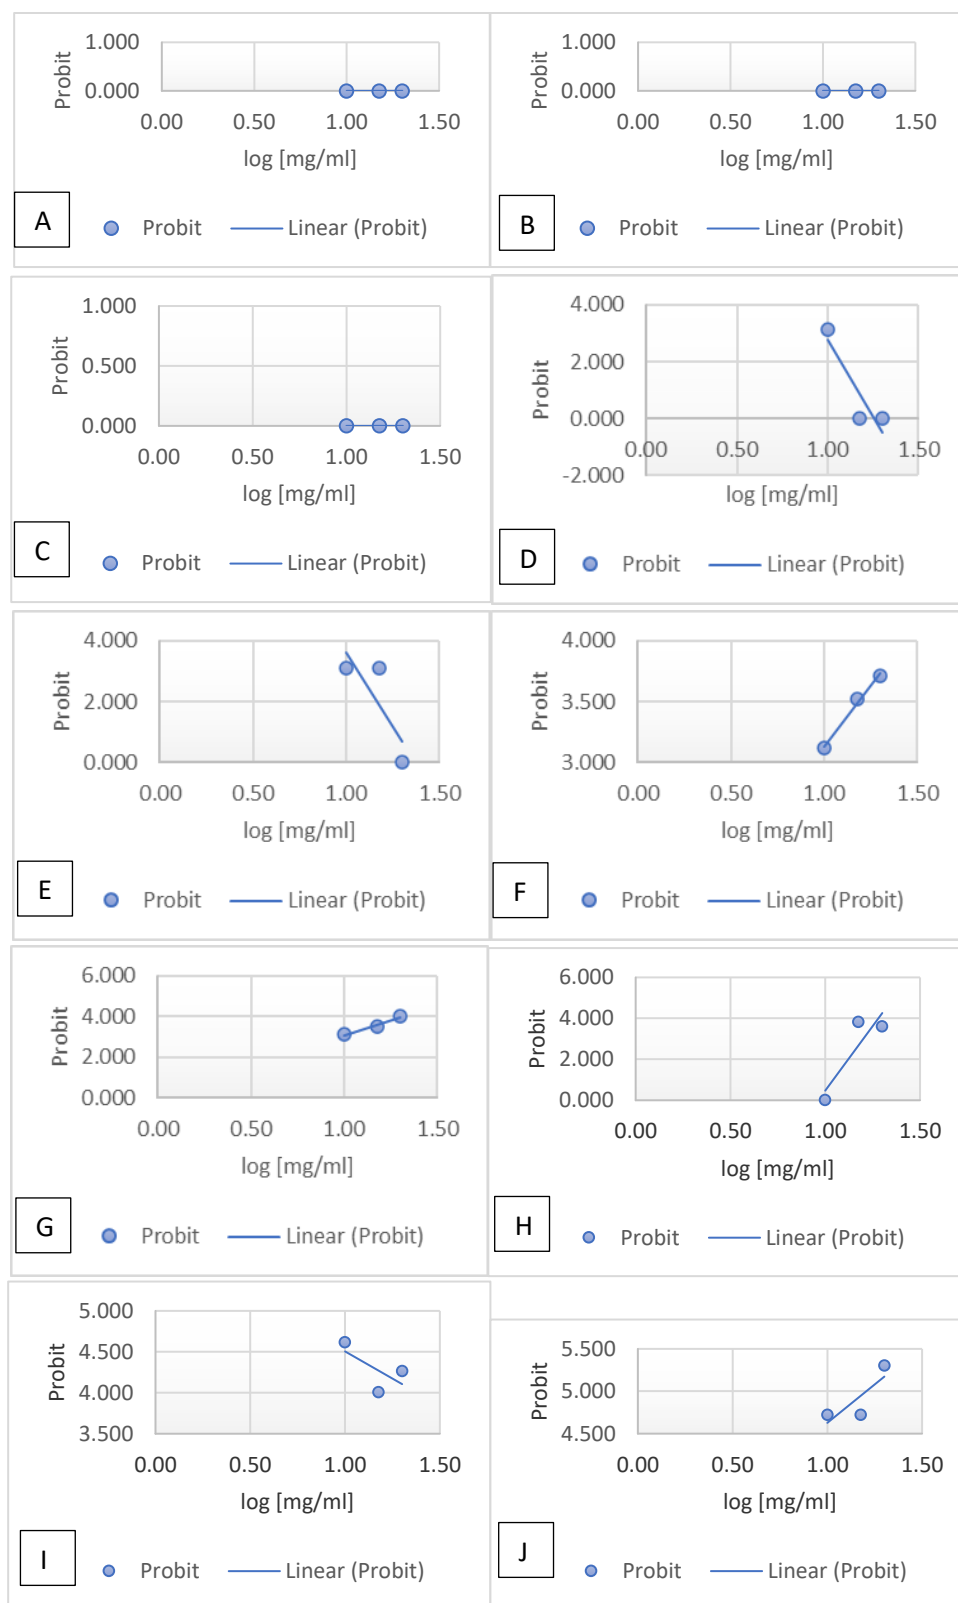 1.000
0.000
Probit
0.00 0.50 1.00 1.50
log [mg/ml]
A
Probit Linear (Probit)
1.000
0.000
Probit
0.00 0.50 1.00 1.50
log [mg/ml]
B
Probit Linear (Probit)
1.000
0.500
0.000
Probit
0.00 0.50 1.00 1.50
log [mg/ml]
C
Probit Linear (Probit)
4.000
2.000
0.000
-2.000
Probit
0.00 0.50 1.00 1.50
log [mg/ml]
D
Probit Linear (Probit)
4.000
2.000
0.000
Probit
0.00 0.50 1.00 1.50
log [mg/ml]
E
Probit Linear (Probit)
4.000
3.500
3.000
Probit
0.00 0.50 1.00 1.50
log [mg/ml]
F
Probit Linear (Probit)
6.000
4.000
2.000
0.000
Probit
0.00 0.50 1.00 1.50
log [mg/ml]
G
Probit Linear (Probit)
6.000
4.000
2.000
0.000
Probit
0.00 0.50 1.00 1.50
log [mg/ml]
H
Probit Linear (Probit)
5.000
4.500
4.000
3.500
Probit
0.00 0.50 1.00 1.50
log [mg/ml]
I
Probit Linear (Probit)
5.500
5.000
4.500
Probit
0.00 0.50 1.00 1.50
log [mg/ml]
J
Probit Linear (Probit)